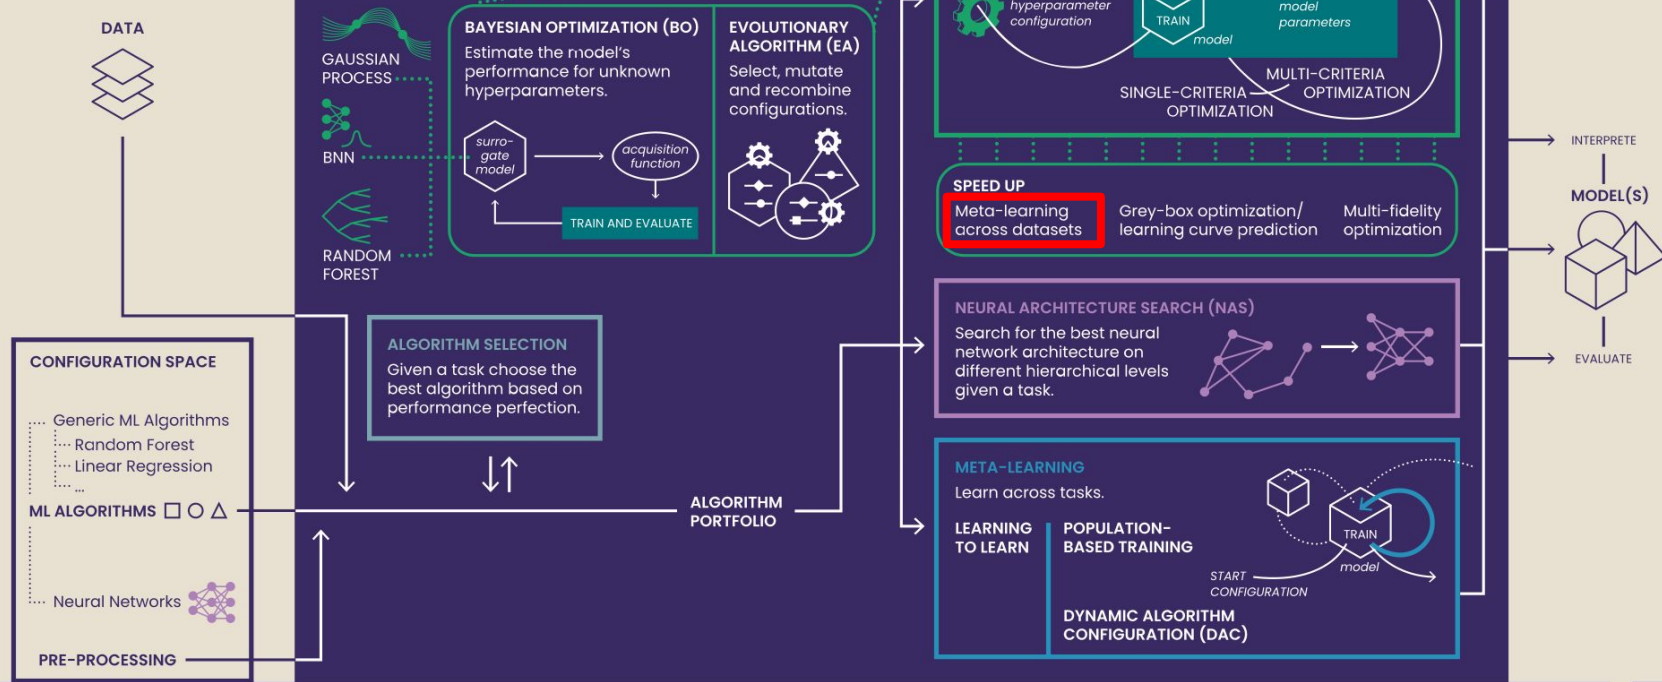 DATA
GAUSSIAN
PROCESS
BNN
RANDOM
FOREST
BAYESIAN OPTIMIZATION (BO)
Estimate the model's
performance for unknown
hyperparameters.
surro-
gate
model
acquisition
function
TRAIN AND EVALUATE
EVOLUTIONARY
ALGORITHM (EA)
Select, mutate
and recombine
configurations.
hyperparameter
configuration
TRAIN
model
model
parameters
MULTI-CRITERIA
OPTIMIZATION
SINGLE-CRITERIA
OPTIMIZATION
SPEED UP
Meta-learning
across datasets
Grey-box optimization/
learning curve prediction
Multi-fidelity
optimization
INTERPRETE
MODEL(S)
EVALUATE
CONFIGURATION SPACE
Generic ML Algorithms
Random Forest
Linear Regression
...
ML ALGORITHMS
Neural Networks
PRE-PROCESSING
ALGORITHM SELECTION
Given a task choose the
best algorithm based on
performance perfection.
ALGORITHM
PORTFOLIO
NEURAL ARCHITECTURE SEARCH (NAS)
Search for the best neural
network architecture on
different hierarchical levels
given a task.
META-LEARNING
Learn across tasks.
LEARNING
TO LEARN
POPULATION-
BASED TRAINING
TRAIN
model
START
CONFIGURATION
DYNAMIC ALGORITHM
CONFIGURATION (DAC)